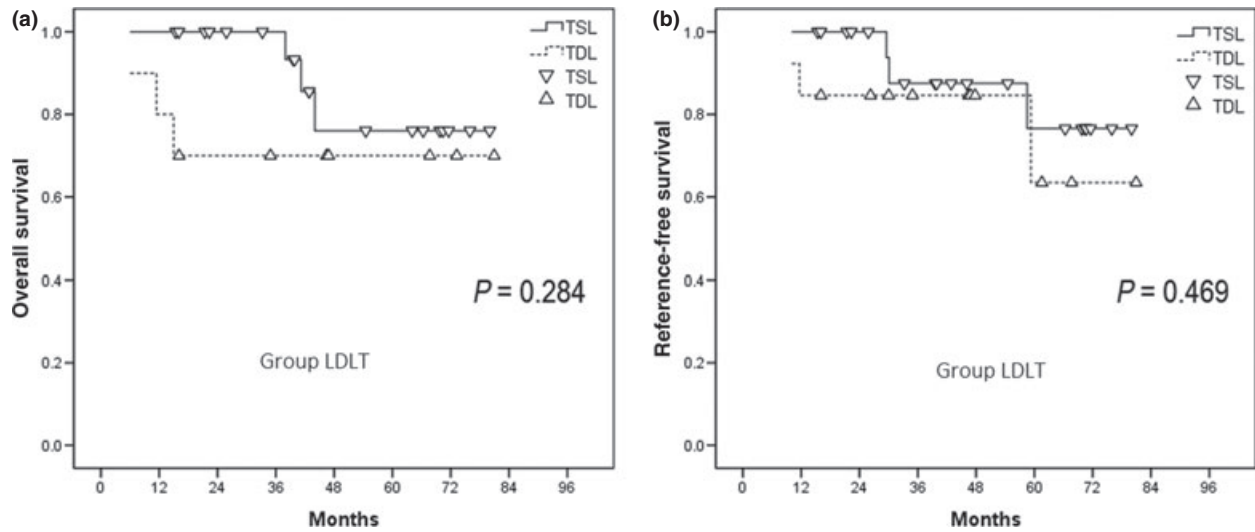 (a)
1.0
0.8
0.6
0.4
0.2
0.0
Overall survival
TSL
TDL
TSL
TDL
P = 0.284
Group LDLT
0 12 24 36 48 60 72 84 96
Months
(b)
1.0
0.8
0.6
0.4
0.2
0.0
Reference-free survival
TSL
TDL
TSL
TDL
P = 0.469
Group LDLT
0 12 24 36 48 60 72 84 96
Months